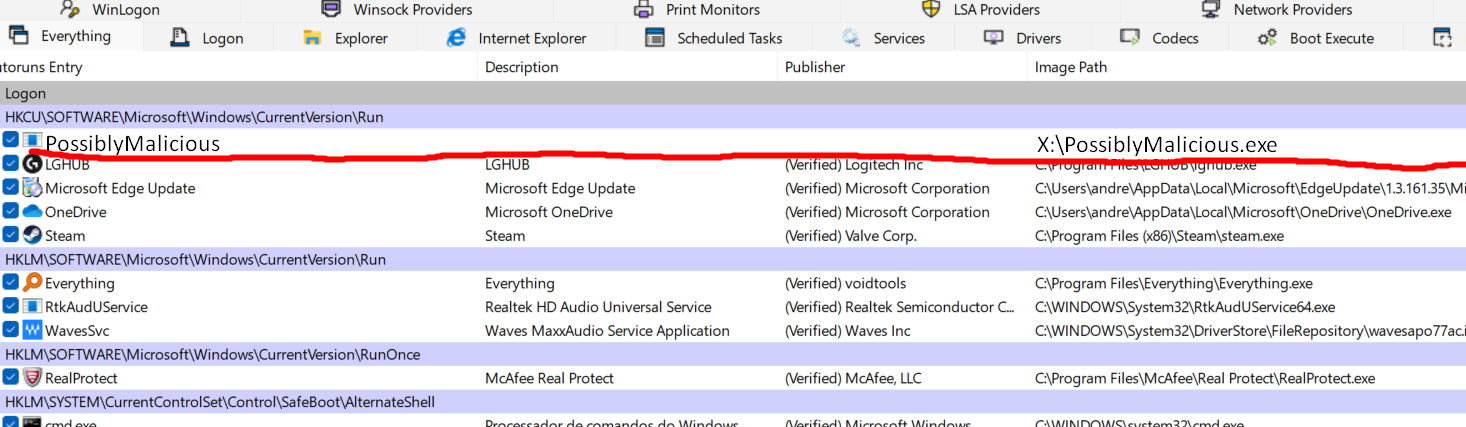 WinLogon Winsock Providers Print Monitors LSA Providers Network Providers
Everything Logon Explorer Internet Explorer Scheduled Tasks Services Drivers Codecs Boot Execute
utoruns Entry Description Publisher Image Path
Logon
HKCU\SOFTWARE\Microsoft\Windows\CurrentVersion\Run
PossiblyMalicious X:\PossiblyMalicious.exe
LGHUB LGHUB (Verified) Logitech Inc C:\Program Files\LGHUB\lghub.exe
Microsoft Edge Update Microsoft Edge Update (Verified) Microsoft Corporation C:\Users\andre\AppData\Local\Microsoft\EdgeUpdate\1.3.161.35\Mi
OneDrive Microsoft OneDrive (Verified) Microsoft Corporation C:\Users\andre\AppData\Local\Microsoft\OneDrive\OneDrive.exe
Steam Steam (Verified) Valve Corp. C:\Program Files (x86)\Steam\steam.exe
HKLM\SOFTWARE\Microsoft\Windows\CurrentVersion\Run
Everything Everything (Verified) voidtools C:\Program Files\Everything\Everything.exe
RtkAudUService Realtek HD Audio Universal Service (Verified) Realtek Semiconductor C... C:\WINDOWS\System32\RtkAudUService64.exe
WavesSvc Waves MaxxAudio Service Application (Verified) Waves Inc C:\WINDOWS\System32\DriverStore\FileRepository\wavesapo77ac.i
HKLM\SOFTWARE\Microsoft\Windows\CurrentVersion\RunOnce
RealProtect McAfee Real Protect (Verified) McAfee, LLC C:\Program Files\McAfee\Real Protect\RealProtect.exe
HKLM\SYSTEM\CurrentControlSet\Control\SafeBoot\AlternateShell
cmd.exe Processador de comandos do Windows (Verified) Microsoft Windows C:\WINDOWS\system32\cmd.exe